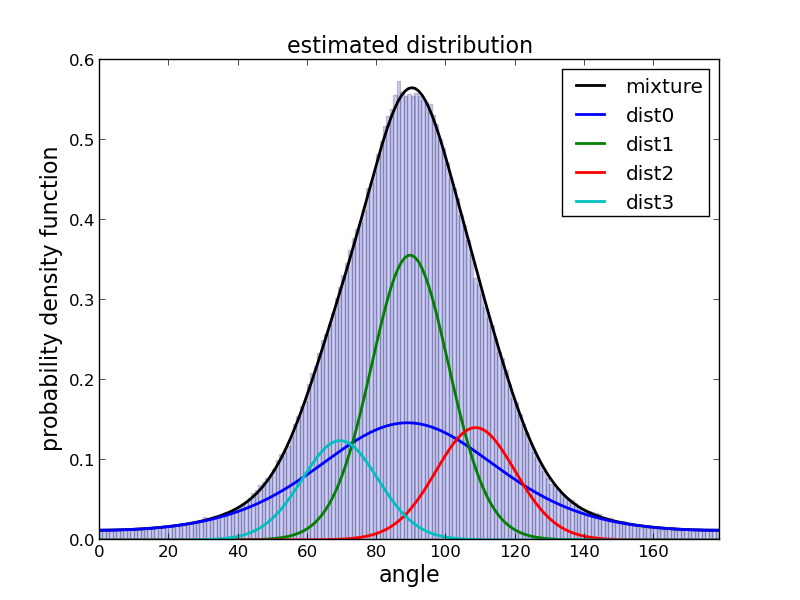 estimated distribution
0.6
0.5
0.4
0.3
0.2
0.1
0.0
probability density function
mixture
dist0
dist1
dist2
dist3
0 20 40 60 80 100 120 140 160
angle